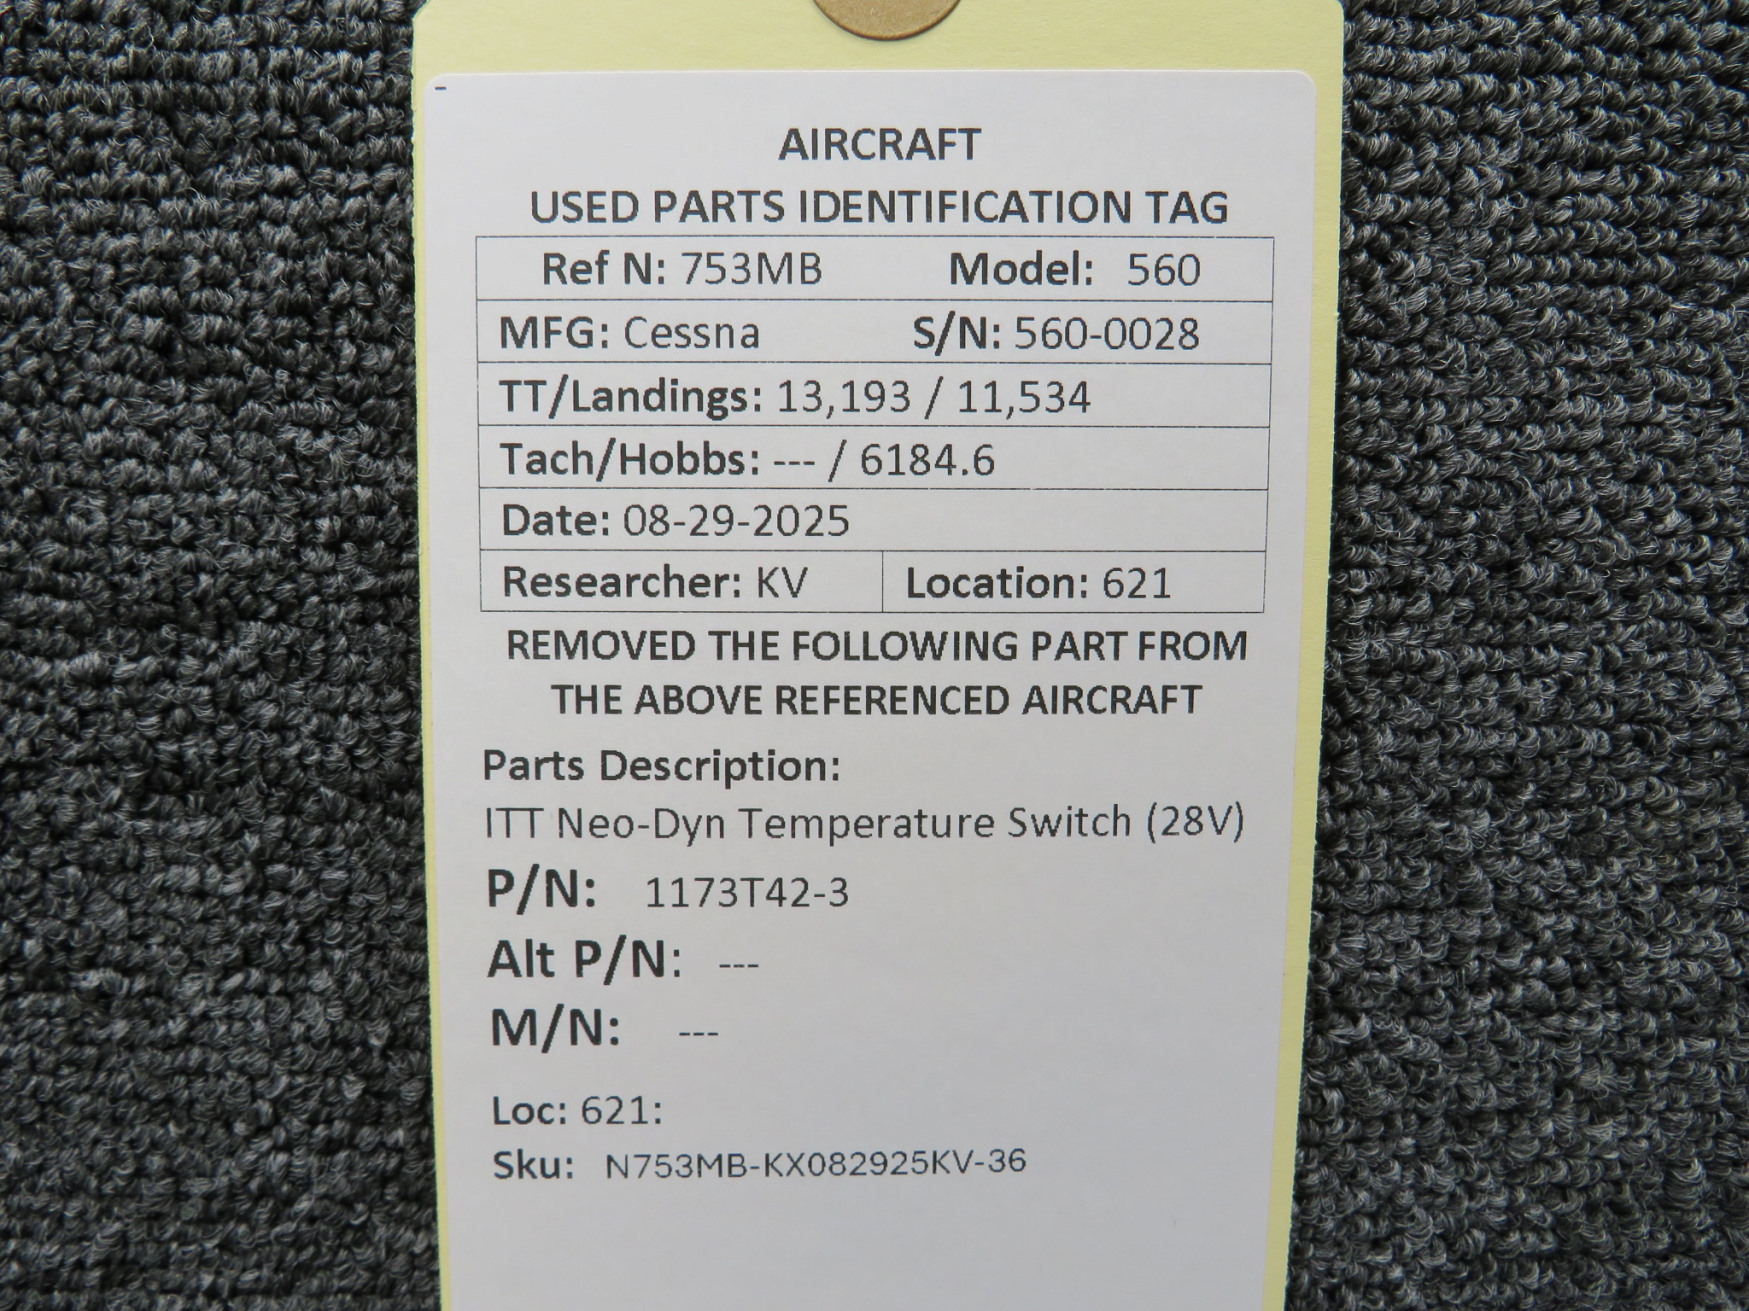 AIRCRAFT
USED PARTS IDENTIFICATION TAG
Ref N: 753MB Model: 560
MFG: Cessna S/N: 560-0028
TT/Landings: 13,193 / 11,534
Tach/Hobbs: --- / 6184.6
Date: 08-29-2025
Researcher: KV Location: 621
REMOVED THE FOLLOWING PART FROM
THE ABOVE REFERENCED AIRCRAFT
Parts Description:
ITT Neo-Dyn Temperature Switch (28V)
P/N: 1173T42-3
Alt P/N: ---
M/N: ---
Loc: 621:
Sku: N753MB-KX082925KV-36